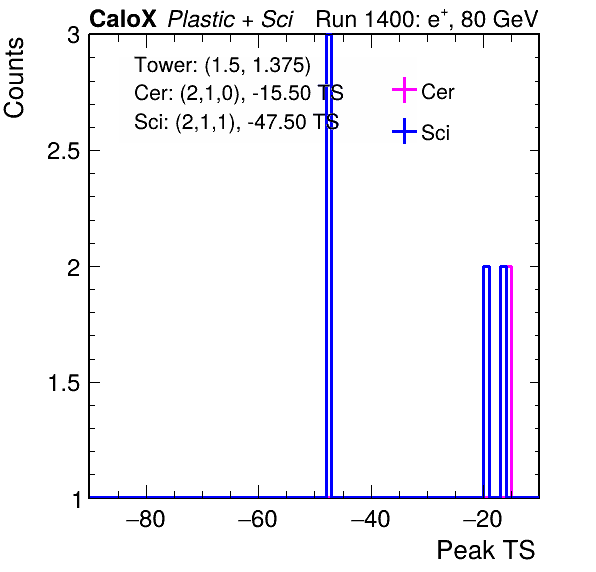 CaloX Plastic + Sci Run 1400: e+, 80 GeV
Counts
Tower: (1.5, 1.375)
Cer: (2,1,0), -15.50 TS
Sci: (2,1,1), -47.50 TS
Cer
Sci
3
2.5
2
1.5
1
−80 −60 −40 −20
Peak TS